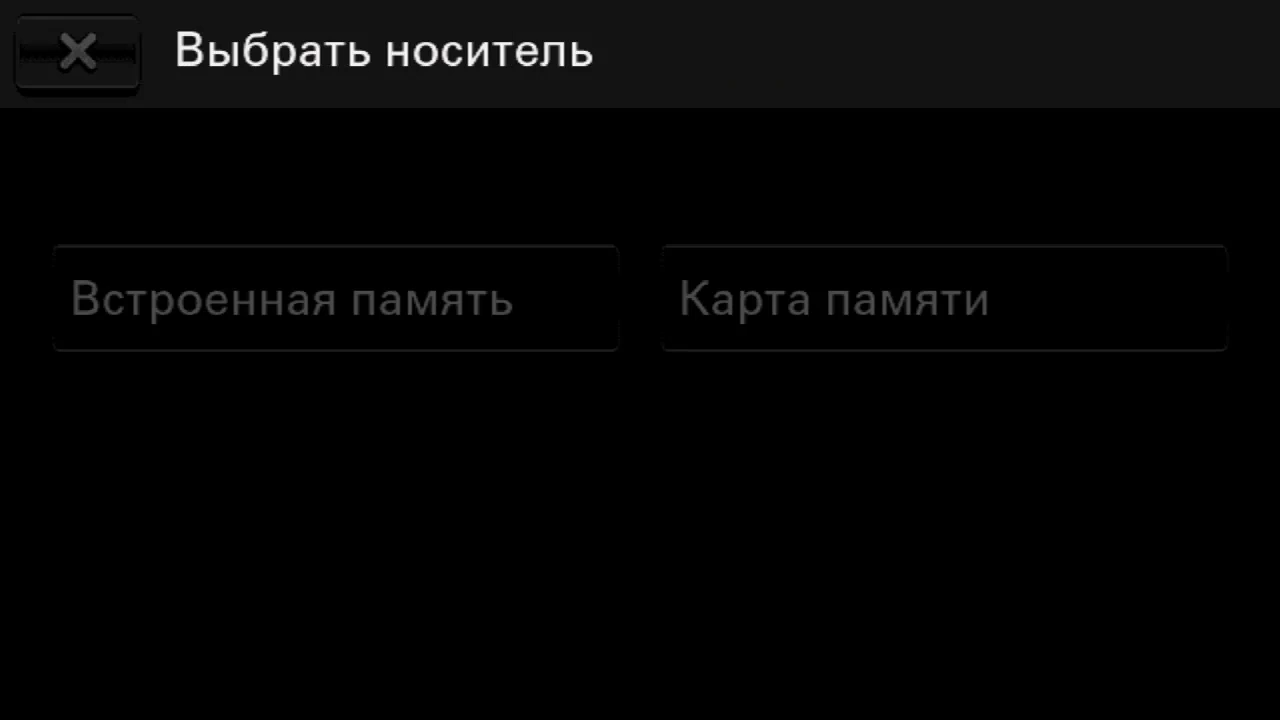 Выбрать носитель
Встроенная память
Карта памяти